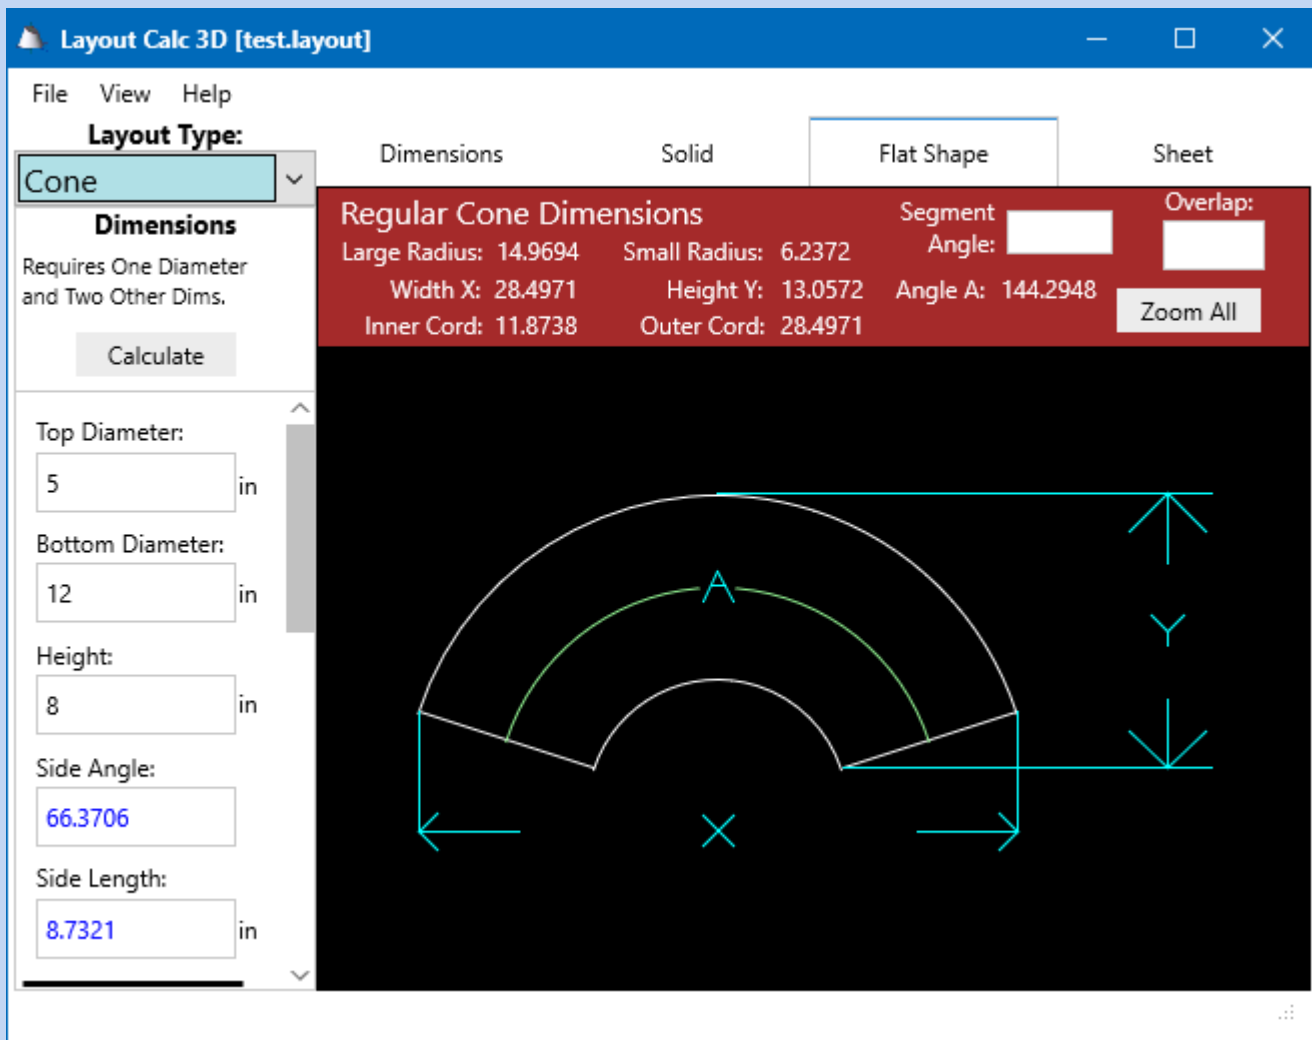 Layout Calc 3D [test.layout]
File View Help
Layout Type:
Cone
Dimensions
Requires One Diameter
and Two Other Dims.
Calculate
Top Diameter:
5 in
Bottom Diameter:
12 in
Height:
8 in
Side Angle:
66.3706
Side Length:
8.7321 in
Dimensions Solid Flat Shape Sheet
Regular Cone Dimensions
Large Radius: 14.9694 Small Radius: 6.2372
Width X: 28.4971 Height Y: 13.0572 Angle A: 144.2948
Inner Cord: 11.8738 Outer Cord: 28.4971
Segment
Angle:
Overlap:
Zoom All
A
Y
X